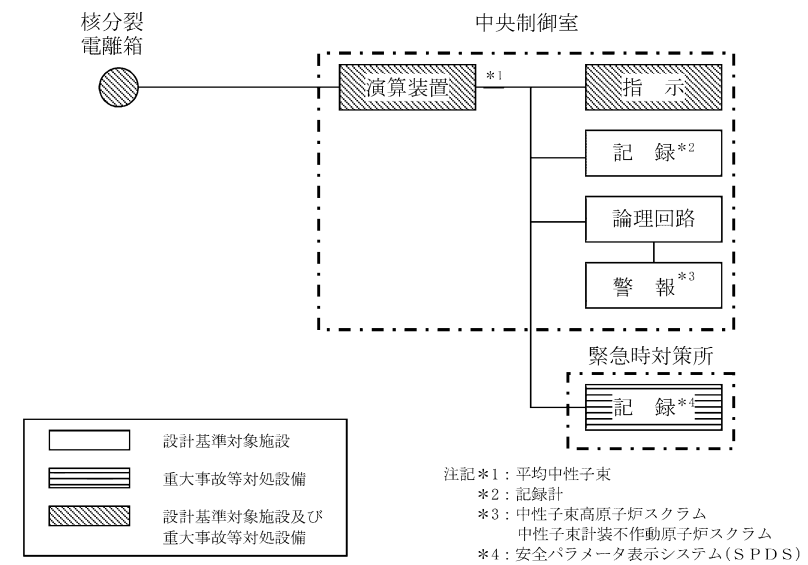 核分裂
電離箱
中央制御室
演算装置
*1
指 示
記 録*2
論理回路
警 報*3
緊急時対策所
記 録*4
設計基準対象施設
重大事故等対処設備
設計基準対象施設及び
重大事故等対処設備
注記*1:平均中性子束
*2:記録計
*3:中性子束高原子炉スクラム
中性子束計装不作動原子炉スクラム
*4:安全パラメータ表示システム(SPDS)